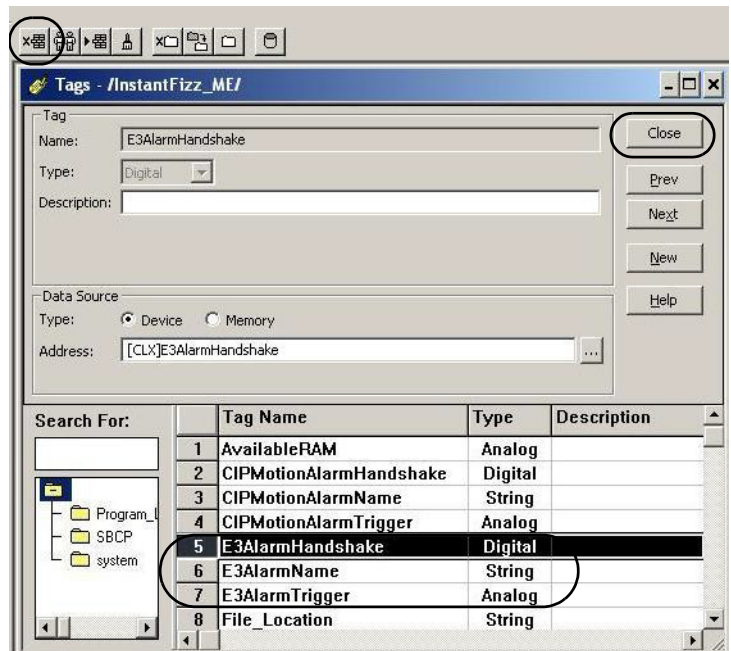 Tags - /InstantFizz_ME/
Tag
Name: E3AlarmHandshake
Type: Digital
Description:
Close
Prev
Next
New
Help
Data Source
Type: Device Memory
Address: [CLX]E3AlarmHandshake ...
Search For:
Program_L
SBCP
system
Tag Name Type Description
1 AvailableRAM Analog
2 CIPMotionAlarmHandshake Digital
3 CIPMotionAlarmName String
4 CIPMotionAlarmTrigger Analog
5 E3AlarmHandshake Digital
6 E3AlarmName String
7 E3AlarmTrigger Analog
8 File_Location String